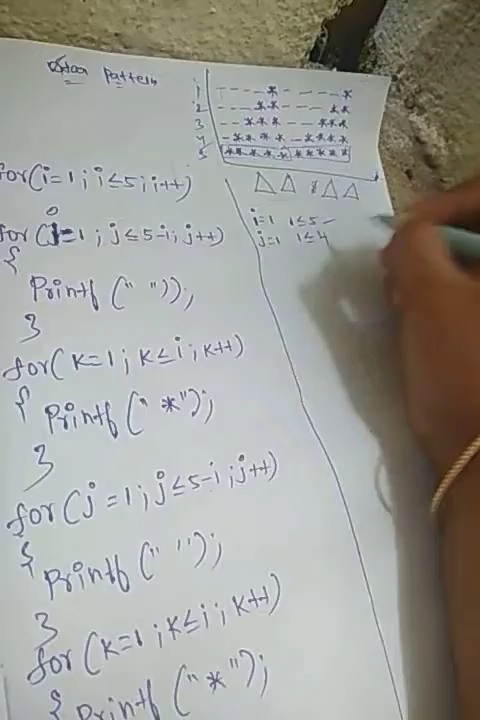 Star Pattern
1 - - - - * - - - - *
2 - - - * * - - - * *
3 - - * * * - - * * *
4 - * * * * - * * * *
5 * * * * * * * * * *
for(i=1; i≤5; i++)
i=1 1≤5
for(j=1; j≤5-i; j++)
j=1 1≤4
{
Printf (" "));
}
for(k=1; k≤i; k++)
{ Printf (" *");
}
for(j=1; j≤5-i; j++)
{ Printf (" ");
}
for(k=1; k≤i; k++)
{ Printf ("*");